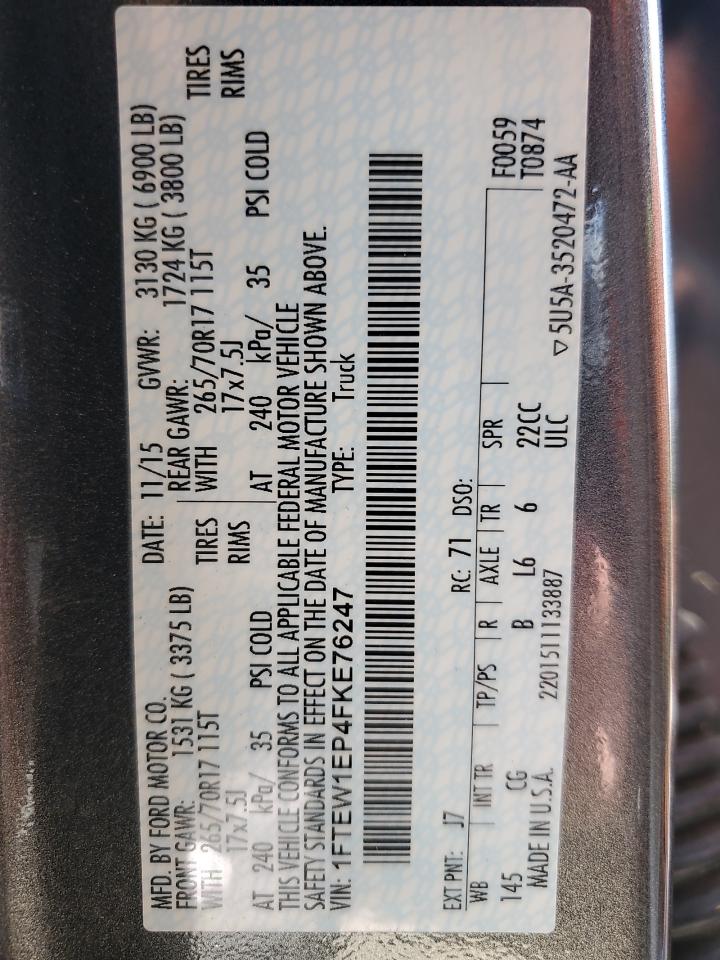 MFD. BY FORD MOTOR CO. DATE: 11/15 GVWR: 3130 KG ( 6900 LB)
FRONT GAWR: 1531 KG ( 3375 LB) REAR GAWR: 1724 KG ( 3800 LB)
WITH 265/70R17 115T TIRES WITH 265/70R17 115T TIRES
17x7.5J RIMS 17x7.5J RIMS
AT 240 kPa/ 35 PSI COLD AT 240 kPa/ 35 PSI COLD
THIS VEHICLE CONFORMS TO ALL APPLICABLE FEDERAL MOTOR VEHICLE
SAFETY STANDARDS IN EFFECT ON THE DATE OF MANUFACTURE SHOWN ABOVE.
VIN: 1FTEW1EP4FKE76247 TYPE: Truck
EXT PNT: J7 RC: 71 DSO: F0059
WB INT TR TP/PS R AXLE TR SPR T0874
145 CG B L6 6 22CC
MADE IN U.S.A. 2201511133887 ULC ▽5U5A-3520472-AA